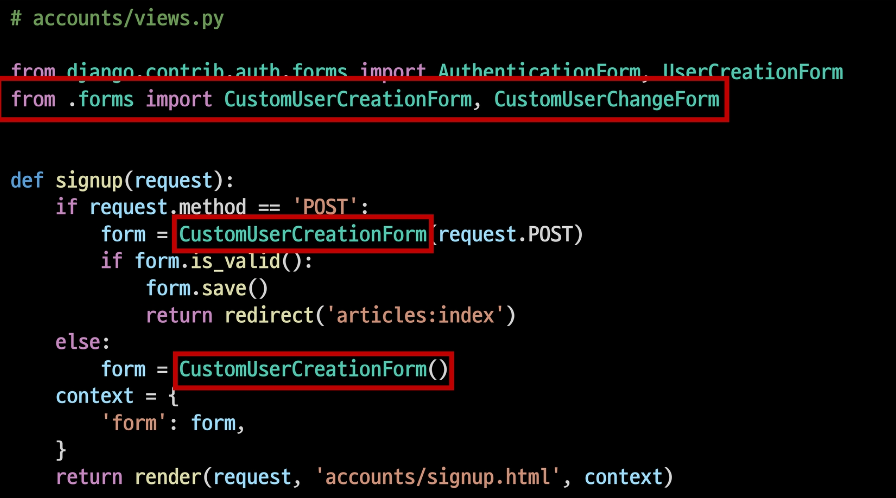 # accounts/views.py
from django.contrib.auth.forms import AuthenticationForm, UserCreationForm
from .forms import CustomUserCreationForm, CustomUserChangeForm
def signup(request):
    if request.method == 'POST':
        form = CustomUserCreationForm(request.POST)
        if form.is_valid():
            form.save()
            return redirect('articles:index')
    else:
        form = CustomUserCreationForm()
    context = {
        'form': form,
    }
    return render(request, 'accounts/signup.html', context)